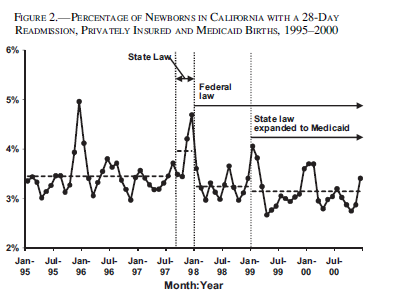 FIGURE 2.—PERCENTAGE OF NEWBORNS IN CALIFORNIA WITH A 28-DAY
READMISSION, PRIVATELY INSURED AND MEDICAID BIRTHS, 1995–2000
6%
State Law
Federal
law
5%
State law
expanded to Medicaid
4%
3%
2%
Jan- Jul- Jan- Jul- Jan- Jul- Jan- Jul- Jan- Jul- Jan- Jul-
95 95 96 96 97 97 98 98 99 99 00 00
Month:Year